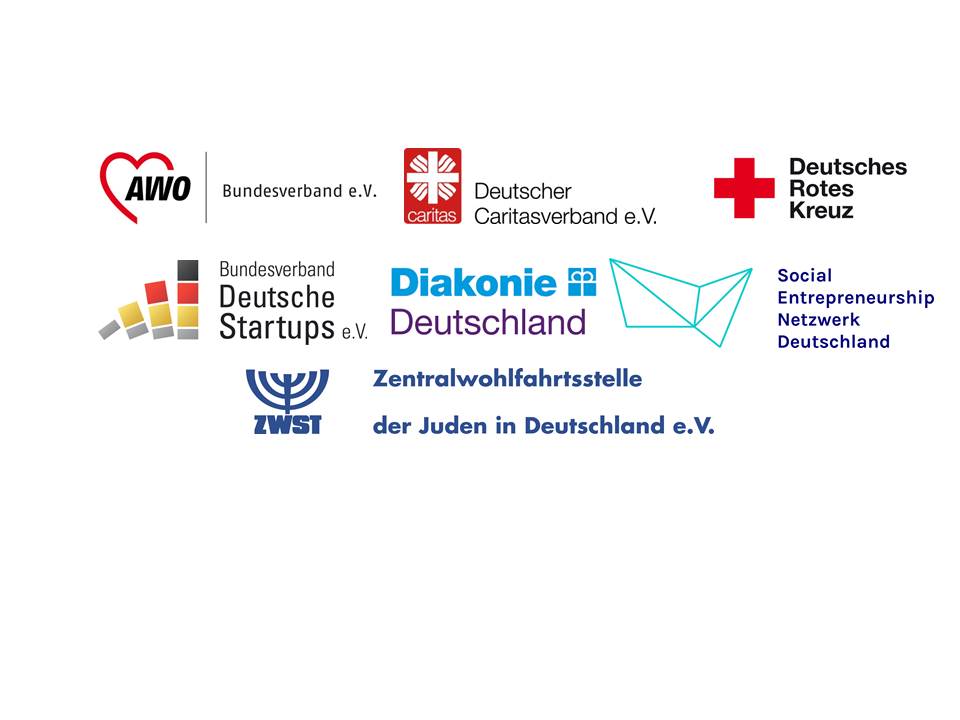 AWO
Bundesverband e.V.
caritas
Deutscher
Caritasverband e.V.
Deutsches
Rotes
Kreuz
Bundesverband
Deutsche
Startups e.V.
Diakonie
Deutschland
Social
Entrepreneurship
Netzwerk
Deutschland
ZWST
Zentralwohlfahrtsstelle
der Juden in Deutschland e.V.